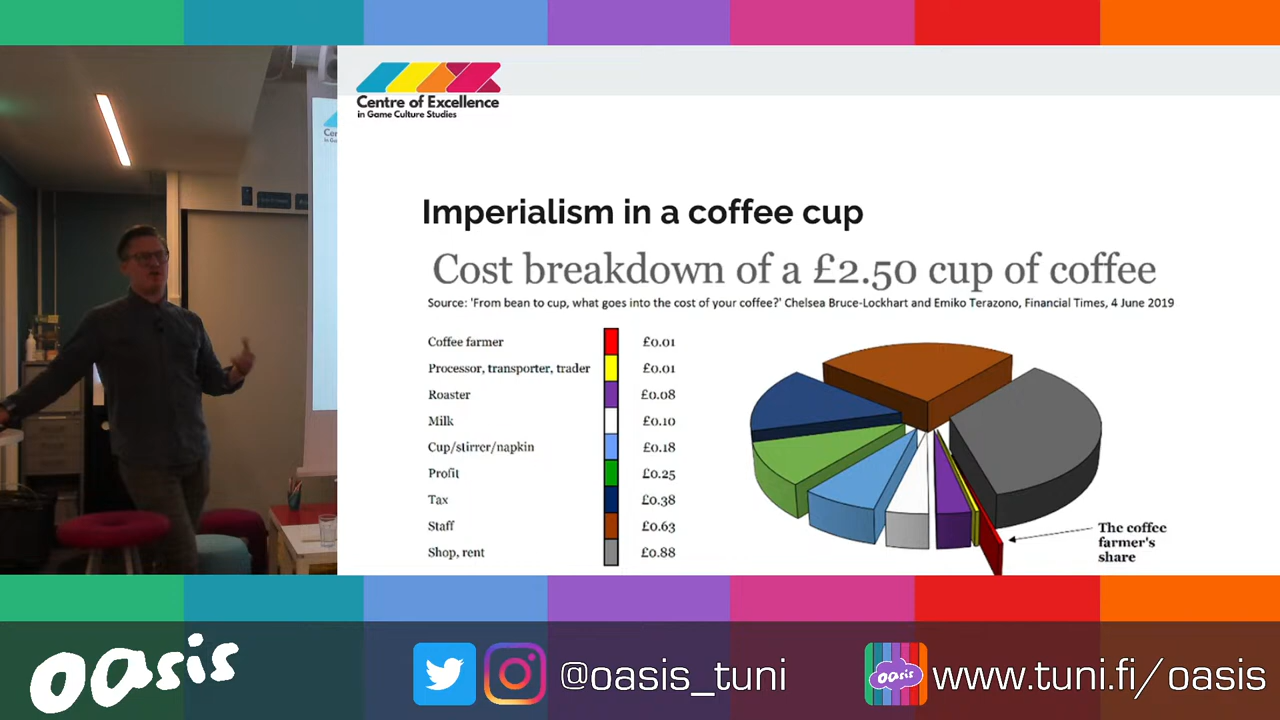 Centre of Excellence
in Game Culture Studies
Imperialism in a coffee cup
Cost breakdown of a £2.50 cup of coffee
Source: 'From bean to cup, what goes into the cost of your coffee?' Chelsea Bruce-Lockhart and Emiko Terazono, Financial Times, 4 June 2019
Coffee farmer £0.01
Processor, transporter, trader £0.01
Roaster £0.08
Milk £0.10
Cup/stirrer/napkin £0.18
Profit £0.25
Tax £0.38
Staff £0.63
Shop, rent £0.88
The coffee
farmer's
share
oasis
@oasis_tuni
oasis
www.tuni.fi/oasis